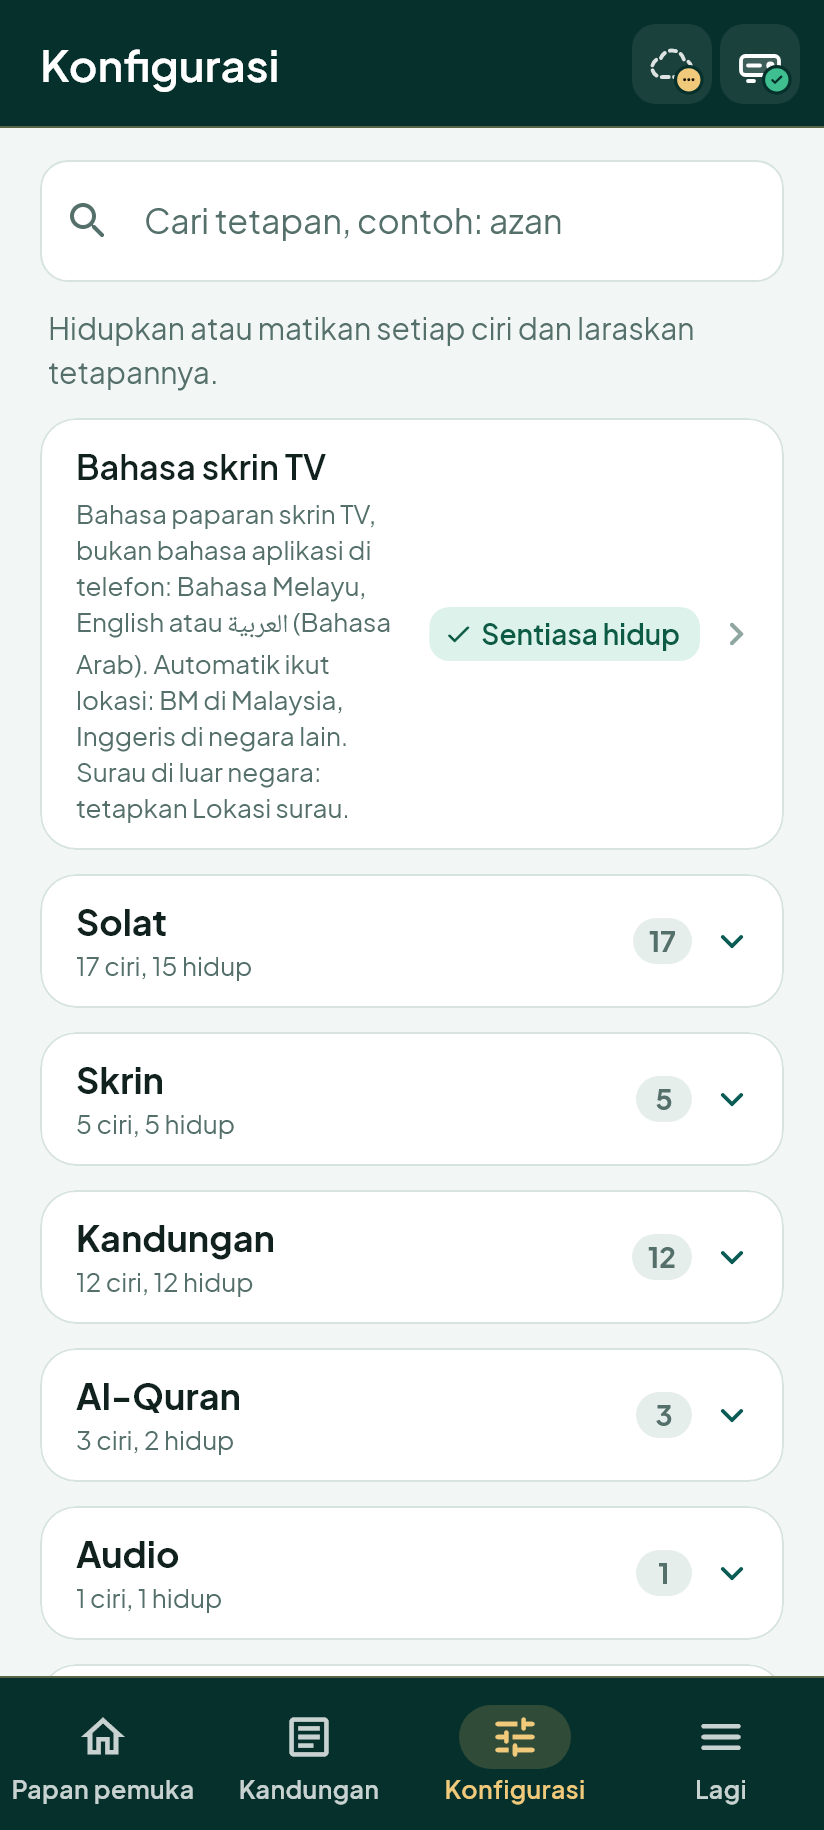 Konfigurasi
Cari tetapan, contoh: azan
Hidupkan atau matikan setiap ciri dan laraskan
tetapannya.
Bahasa skrin TV
Bahasa paparan skrin TV,
bukan bahasa aplikasi di
telefon: Bahasa Melayu,
English atau العربية (Bahasa
Arab). Automatik ikut
lokasi: BM di Malaysia,
Inggeris di negara lain.
Surau di luar negara:
tetapkan Lokasi surau.
Sentiasa hidup
Solat
17 ciri, 15 hidup
17
Skrin
5 ciri, 5 hidup
5
Kandungan
12 ciri, 12 hidup
12
Al-Quran
3 ciri, 2 hidup
3
Audio
1 ciri, 1 hidup
1
Papan pemuka
Kandungan
Konfigurasi
Lagi